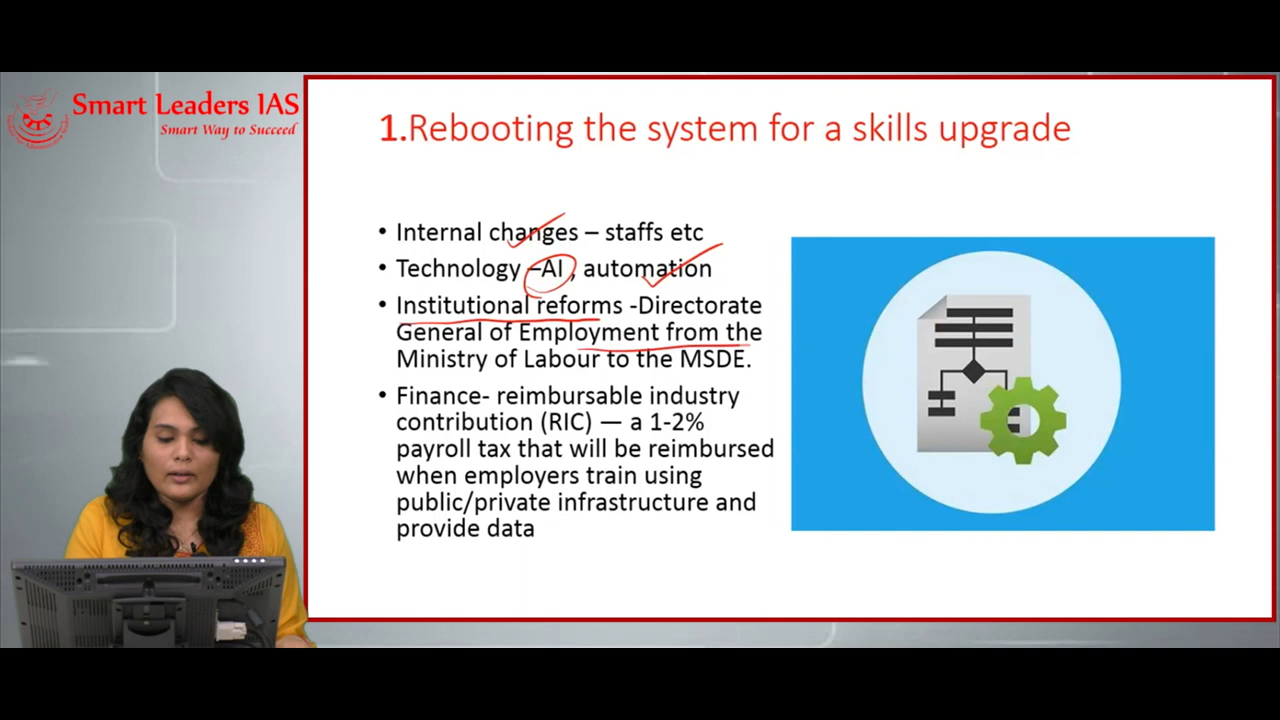 Smart Leaders IAS
Smart Way to Succeed
1.Rebooting the system for a skills upgrade
• Internal changes – staffs etc
• Technology –AI , automation
• Institutional reforms -Directorate
General of Employment from the
Ministry of Labour to the MSDE.
• Finance- reimbursable industry
contribution (RIC) — a 1-2%
payroll tax that will be reimbursed
when employers train using
public/private infrastructure and
provide data